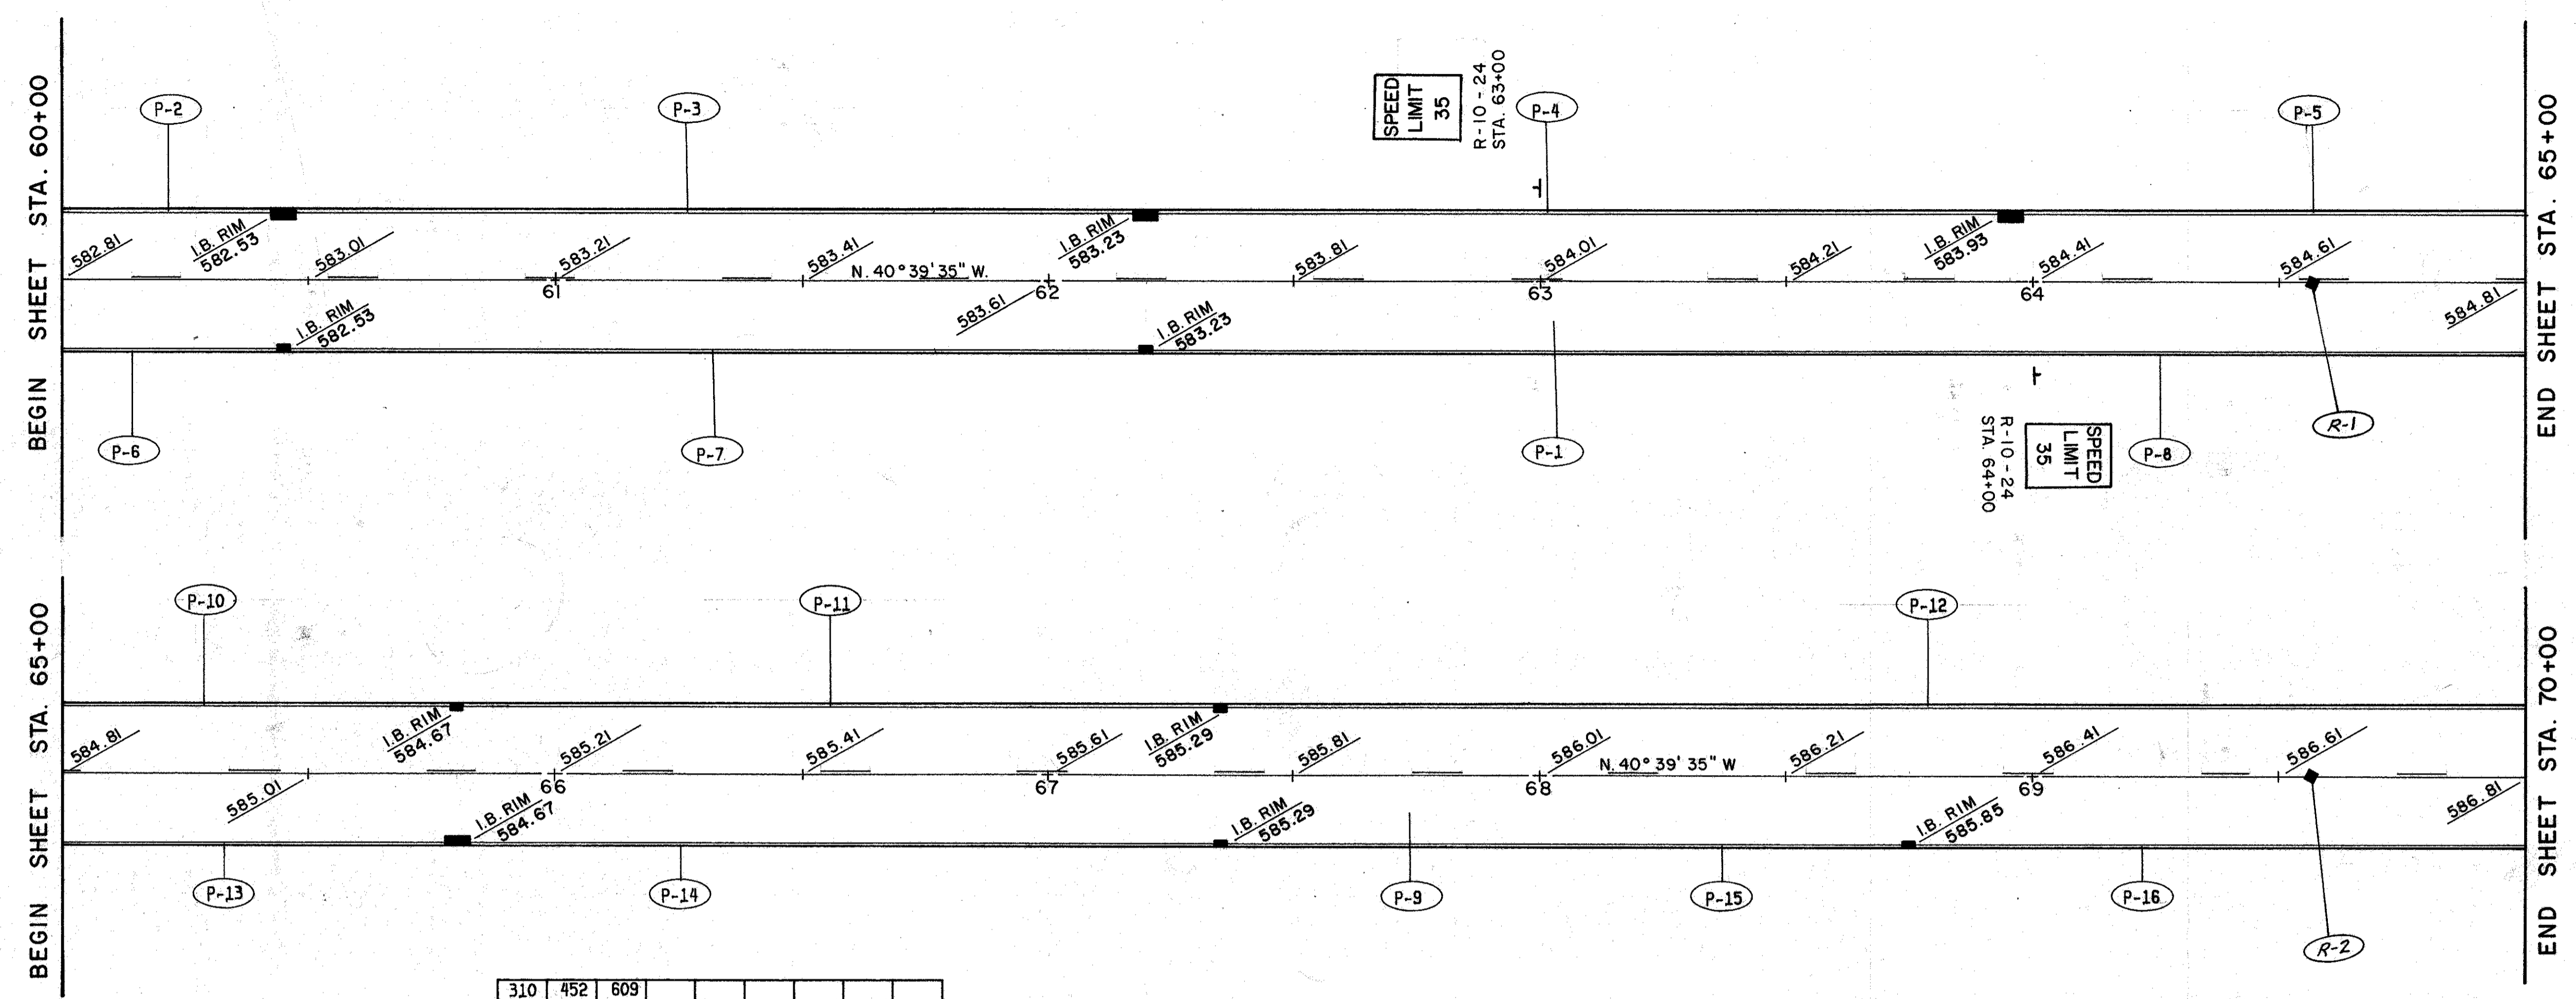 BEGIN SHEET STA. 60+00
P-2
P-3
SPEED
LIMIT
35
R-10-24
STA. 63+00
P-4
P-5
END SHEET STA. 65+00
582.81
I.B. RIM
582.53
583.01
583.21
583.41
N. 40°39'35" W.
I.B. RIM
583.23
583.81
584.01
584.21
I.B. RIM
583.93
584.41
584.61
61
62
63
64
I.B. RIM
582.53
583.61
I.B. RIM
583.23
584.81
P-6
P-7
P-1
R-10-24
STA. 64+00
SPEED
LIMIT
35
P-8
R-1
BEGIN SHEET STA. 65+00
P-10
P-11
P-12
END SHEET STA. 70+00
584.81
I.B. RIM
584.67
585.21
585.41
585.61
I.B. RIM
585.29
585.81
586.01
N. 40°39'35" W
586.21
586.41
586.61
66
67
68
69
585.01
I.B. RIM
584.67
I.B. RIM
585.29
I.B. RIM
585.85
586.81
P-13
P-14
P-9
P-15
P-16
R-2
310 452 609